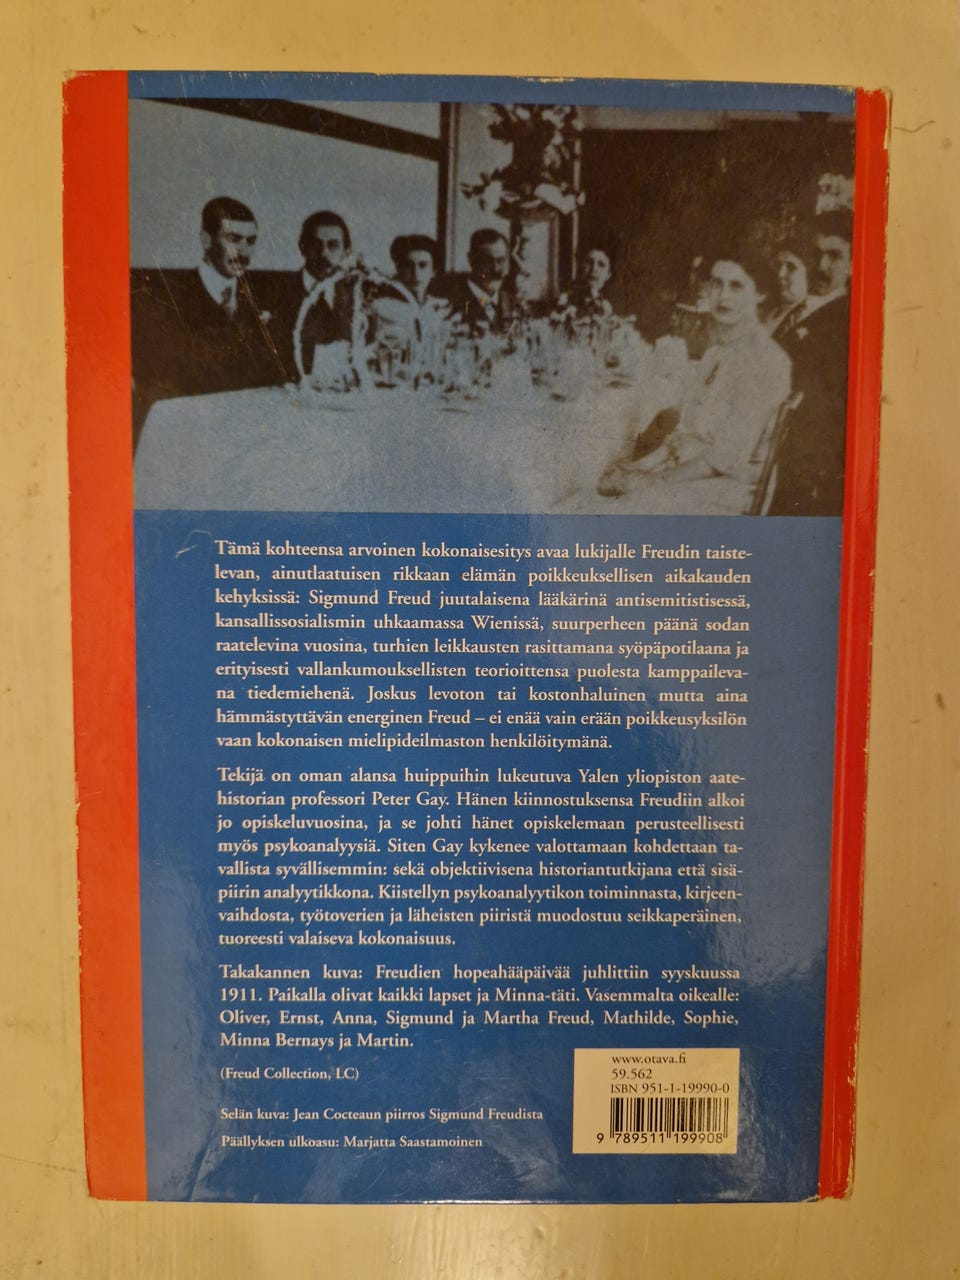 Tämä kohteensa arvoinen kokonaisesitys avaa lukijalle Freudin taiste-
levan, ainutlaatuisen rikkaan elämän poikkeuksellisen aikakauden
kehyksissä: Sigmund Freud juutalaisena lääkärinä antisemitistisessä,
kansallissosialismin uhkaamassa Wienissä, suurperheen päänä sodan
raatelevina vuosina, turhien leikkausten rasittamana syöpäpotilaana ja
erityisesti vallankumouksellisten teorioittensa puolesta kamppaileva-
na tiedemiehenä. Joskus levoton tai kostonhaluinen mutta aina
hämmästyttävän energinen Freud – ei enää vain erään poikkeusyksilön
vaan kokonaisen mielipideilmaston henkilöitymänä.
Tekijä on oman alansa huippuihin lukeutuva Yalen yliopiston aate-
historian professori Peter Gay. Hänen kiinnostuksensa Freudiin alkoi
jo opiskeluvuosina, ja se johti hänet opiskelemaan perusteellisesti
myös psykoanalyysiä. Siten Gay kykenee valottamaan kohdettaan ta-
vallista syvällisemmin: sekä objektiivisena historiantutkijana että sisä-
piirin analyytikkona. Kiistellyn psykoanalyytikon toiminnasta, kirjeen-
vaihdosta, työtoverien ja läheisten piiristä muodostuu seikkaperäinen,
tuoreesti valaiseva kokonaisuus.
Takakannen kuva: Freudien hopeahääpäivää juhlittiin syyskuussa
1911. Paikalla olivat kaikki lapset ja Minna-täti. Vasemmalta oikealle:
Oliver, Ernst, Anna, Sigmund ja Martha Freud, Mathilde, Sophie,
Minna Bernays ja Martin.
(Freud Collection, LC)
Selän kuva: Jean Cocteaun piirros Sigmund Freudista
Päällyksen ulkoasu: Marjatta Saastamoinen
www.otava.fi
59.562
ISBN 951-1-19990-0
9 789511 199908